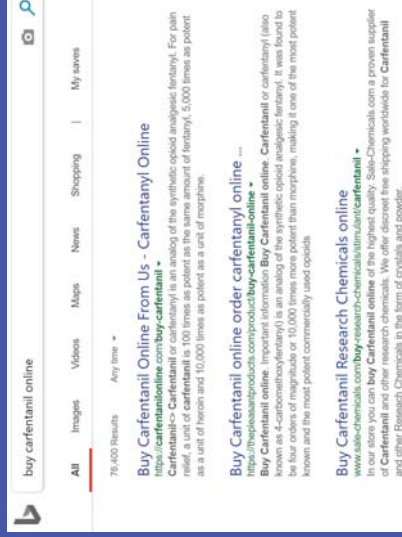 buy carfentanil online
All Images Videos Maps News Shopping | My saves
76,400 Results Any time
Buy Carfentanil Online From Us - Carfentanyl Online
https://carfentanilonline.com/buy-carfentanil
Carfentanil<> Carfentanil or carfentanyl is an analog of the synthetic opioid analgesic fentanyl. For pain
relief, a unit of carfentanil is 100 times as potent as the same amount of fentanyl, 5,000 times as potent
as a unit of heroin and 10,000 times as potent as a unit of morphine.
Buy Carfentanil online order carfentanyl online ...
https://thepleasantproducts.com/product/buy-carfentanil-online
Buy Carfentanil online. Important information Buy Carfentanil online. Carfentanil or carfentanyl (also
known as 4-carbomethoxyfentanyl) is an analog of the synthetic opioid analgesic fentanyl. It was found to
be four orders of magnitude or 10,000 times more potent than morphine, making it one of the most potent
known and the most potent commercially used opioids
Buy Carfentanil Research Chemicals online
www.sale-chemicals.com/buy-research-chemicals/stimulant/carfentanil
In our store you can buy Carfentanil online of the highest quality. Sale-Chemicals.com a proven supplier
of Carfentanil and other research chemicals. We offer discreet free shipping worldwide for Carfentanil
and other Research Chemicals in the form of crystals and powder.